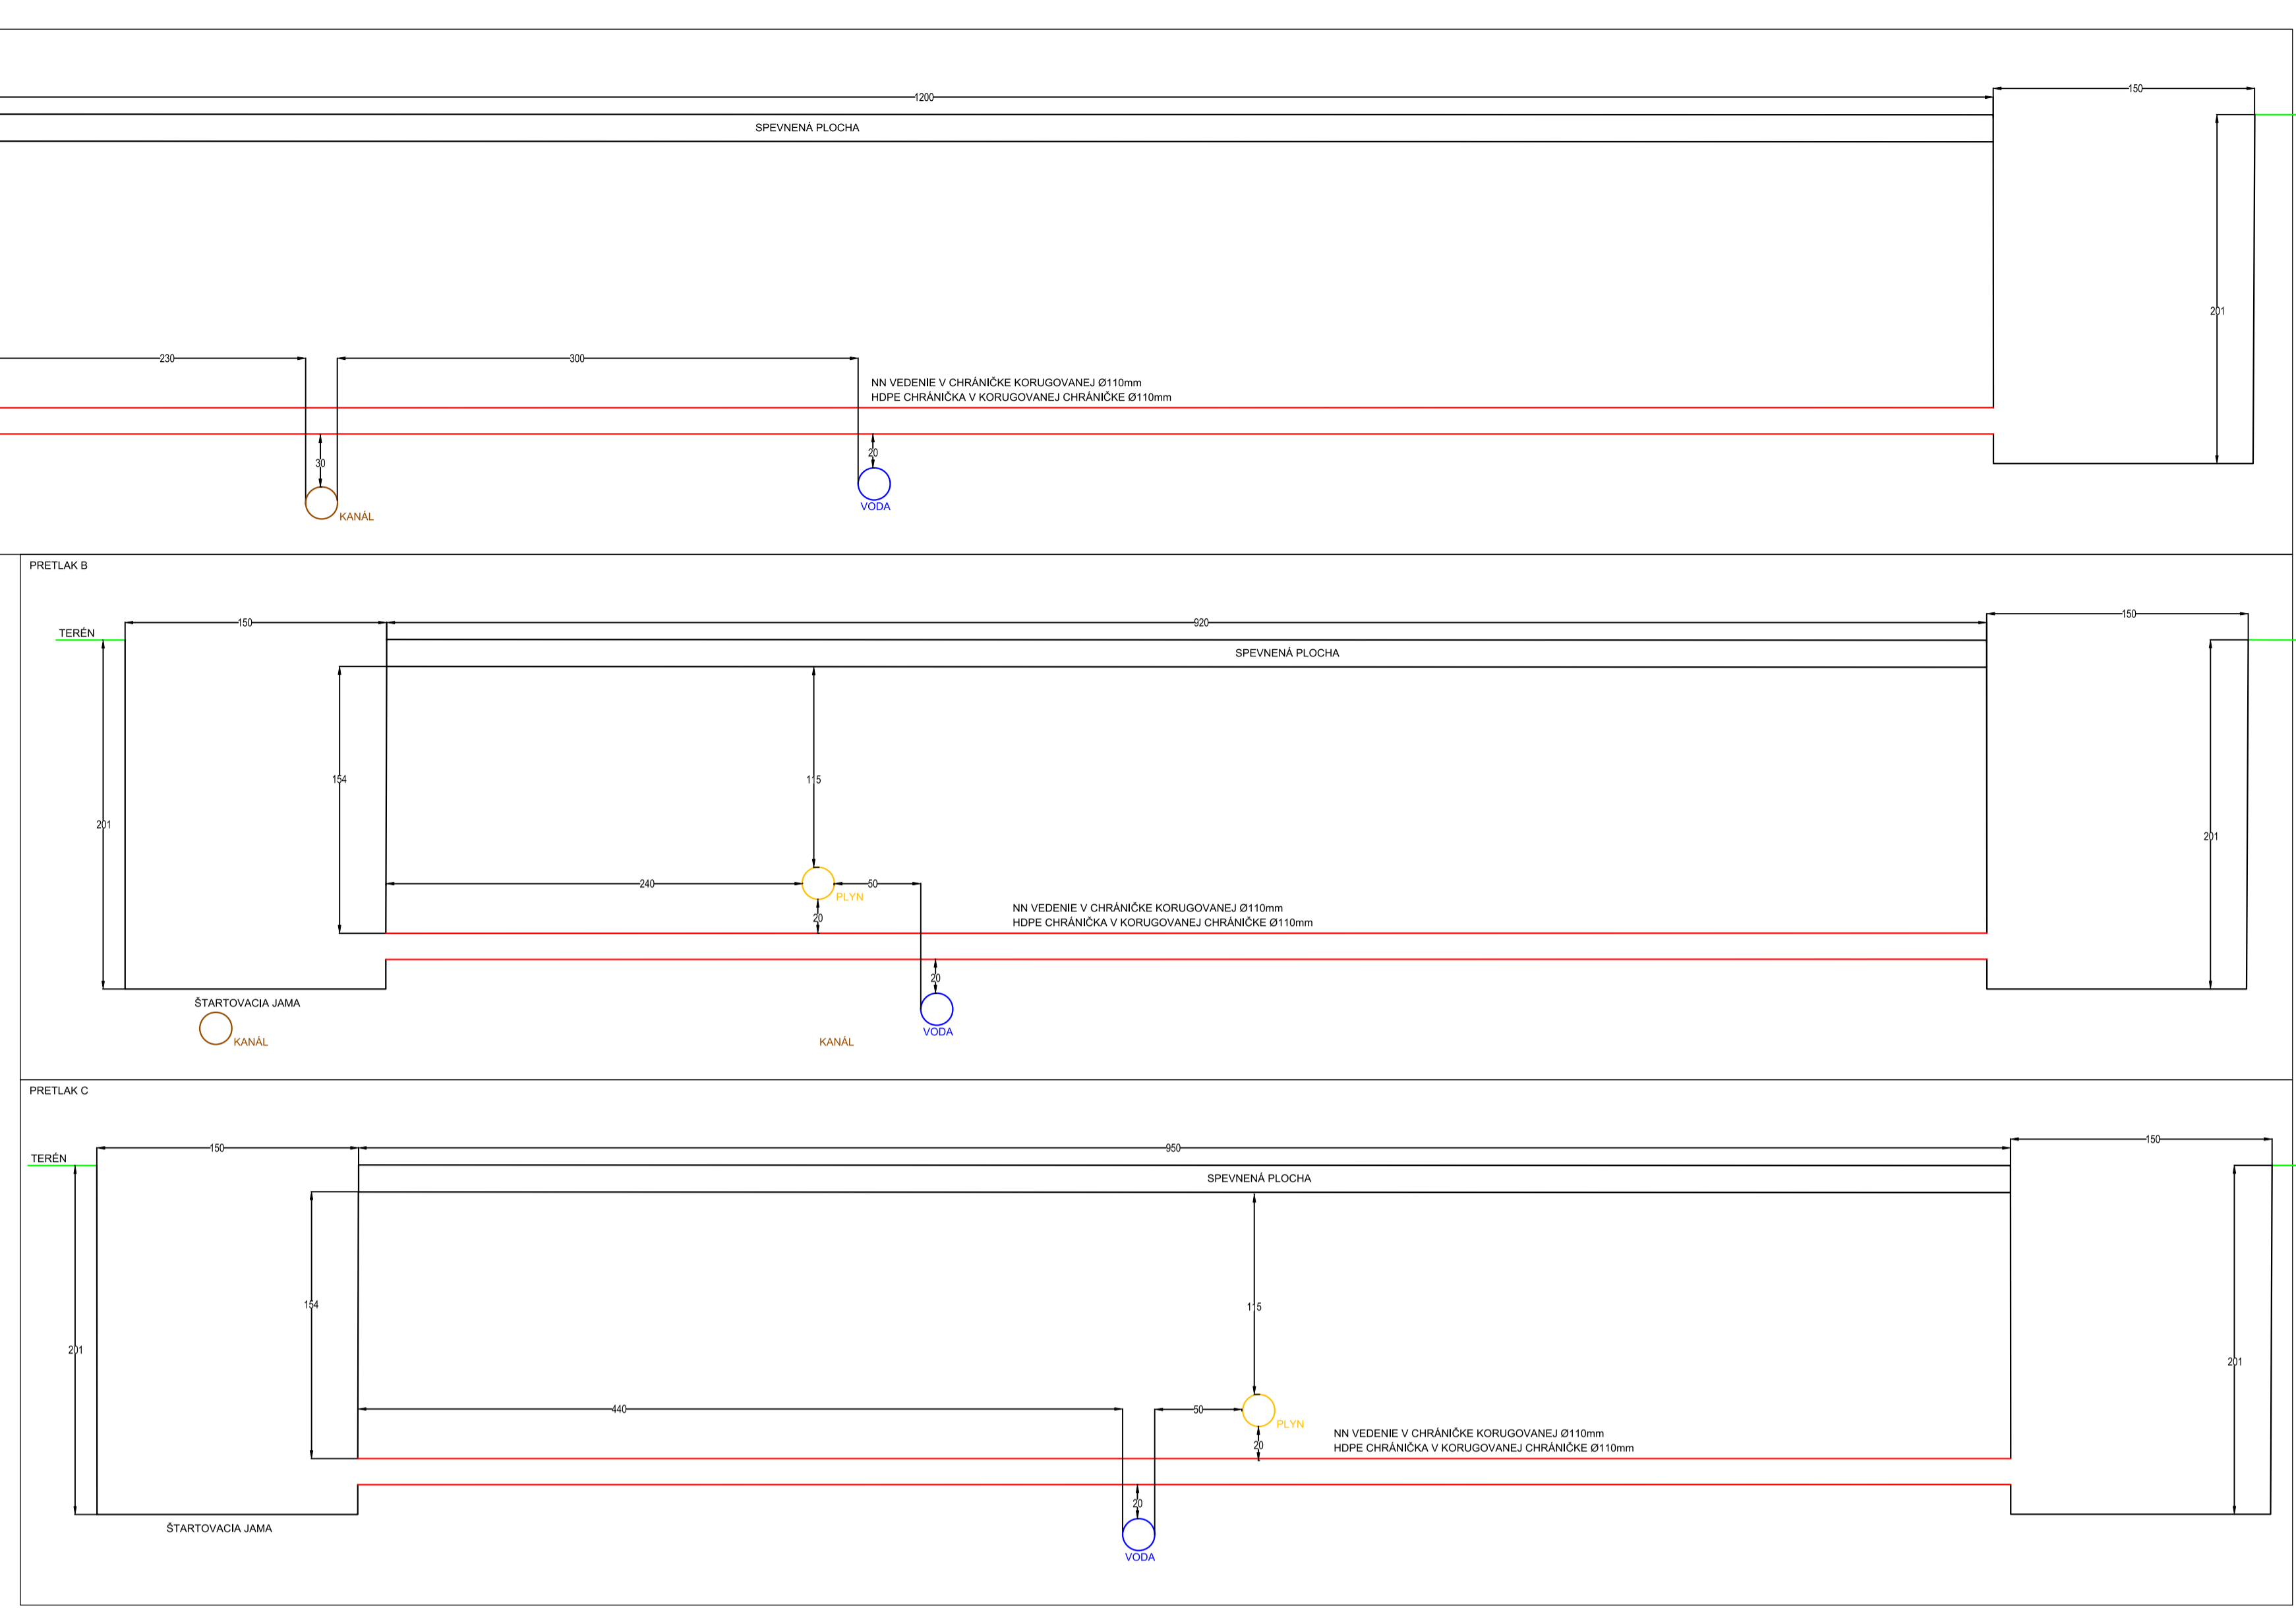 1200
150
SPEVNENÁ PLOCHA
201
230
300
NN VEDENIE V CHRÁNIČKE KORUGOVANEJ Ø110mm
HDPE CHRÁNIČKA V KORUGOVANEJ CHRÁNIČKE Ø110mm
30
20
KANÁL
VODA
PRETLAK B
TERÉN
150
920
150
SPEVNENÁ PLOCHA
154
115
201
201
240
50
PLYN
20
NN VEDENIE V CHRÁNIČKE KORUGOVANEJ Ø110mm
HDPE CHRÁNIČKA V KORUGOVANEJ CHRÁNIČKE Ø110mm
20
ŠTARTOVACIA JAMA
KANÁL
KANÁL
VODA
PRETLAK C
TERÉN
150
950
150
SPEVNENÁ PLOCHA
154
115
201
201
440
50
PLYN
20
NN VEDENIE V CHRÁNIČKE KORUGOVANEJ Ø110mm
HDPE CHRÁNIČKA V KORUGOVANEJ CHRÁNIČKE Ø110mm
20
ŠTARTOVACIA JAMA
VODA